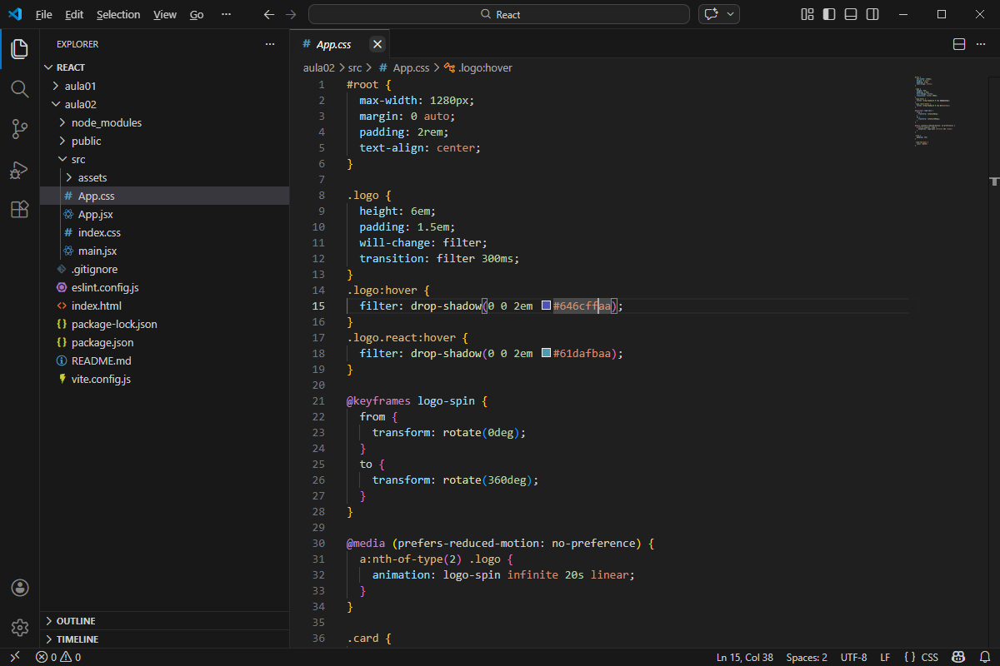 File Edit Selection View Go ··· React
EXPLORER ···
REACT
aula01
aula02
node_modules
public
src
assets
# App.css
App.jsx
# index.css
main.jsx
.gitignore
eslint.config.js
<> index.html
{} package-lock.json
{} package.json
README.md
vite.config.js
OUTLINE
TIMELINE
# App.css
aula02 > src > # App.css > .logo:hover
1 #root {
2 max-width: 1280px;
3 margin: 0 auto;
4 padding: 2rem;
5 text-align: center;
6 }
7
8 .logo {
9 height: 6em;
10 padding: 1.5em;
11 will-change: filter;
12 transition: filter 300ms;
13 }
14 .logo:hover {
15 filter: drop-shadow(0 0 2em #646cffaa);
16 }
17 .logo.react:hover {
18 filter: drop-shadow(0 0 2em #61dafbaa);
19 }
20
21 @keyframes logo-spin {
22 from {
23 transform: rotate(0deg);
24 }
25 to {
26 transform: rotate(360deg);
27 }
28 }
29
30 @media (prefers-reduced-motion: no-preference) {
31 a:nth-of-type(2) .logo {
32 animation: logo-spin infinite 20s linear;
33 }
34 }
35
36 .card {
0 0 Ln 15, Col 38 Spaces: 2 UTF-8 LF {} CSS